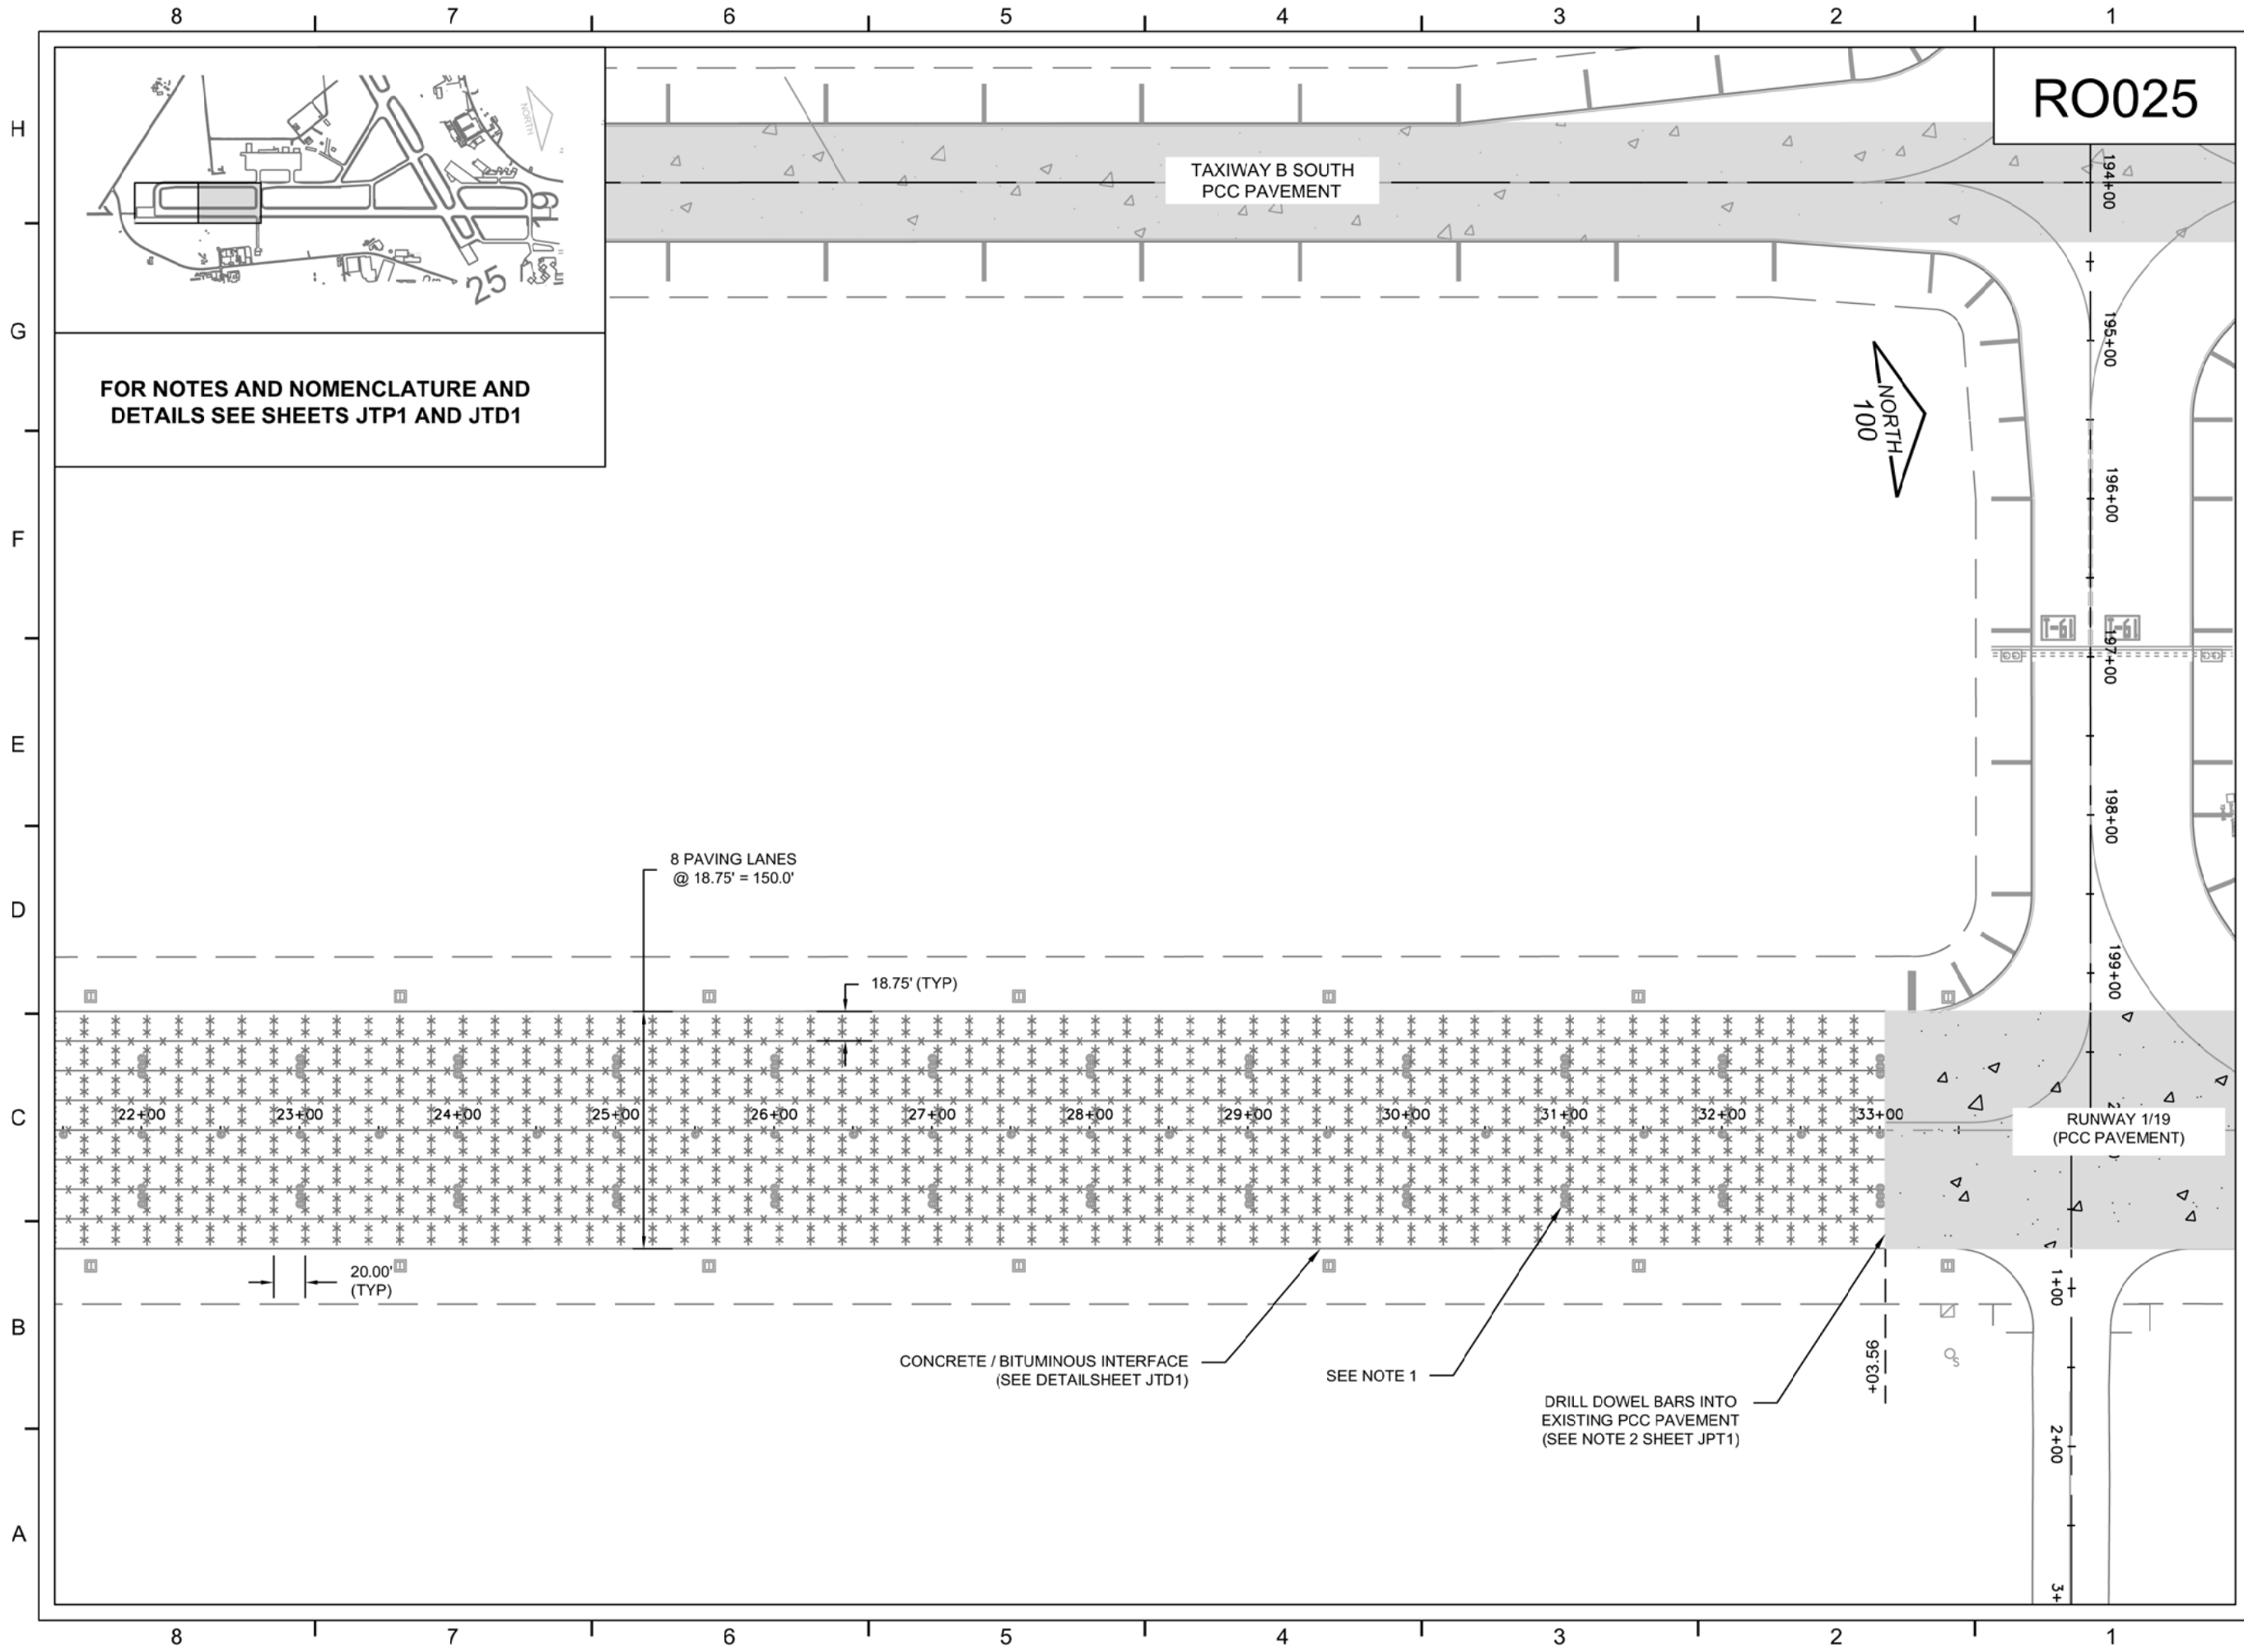 8 7 6 5 4 3 2 1
H
G
F
E
D
C
B
A
RO025
NORTH
1
19
25
FOR NOTES AND NOMENCLATURE AND
DETAILS SEE SHEETS JTP1 AND JTD1
TAXIWAY B SOUTH
PCC PAVEMENT
194+00
195+00
NORTH
100
196+00
197+00
198+00
199+00
8 PAVING LANES
@ 18.75' = 150.0'
18.75' (TYP)
22+00 23+00 24+00 25+00 26+00 27+00 28+00 29+00 30+00 31+00 32+00 33+00
RUNWAY 1/19
(PCC PAVEMENT)
20.00'
(TYP)
CONCRETE / BITUMINOUS INTERFACE
(SEE DETAILSHEET JTD1)
SEE NOTE 1
DRILL DOWEL BARS INTO
EXISTING PCC PAVEMENT
(SEE NOTE 2 SHEET JPT1)
+03.56
1+00
2+00
3+
8 7 6 5 4 3 2 1